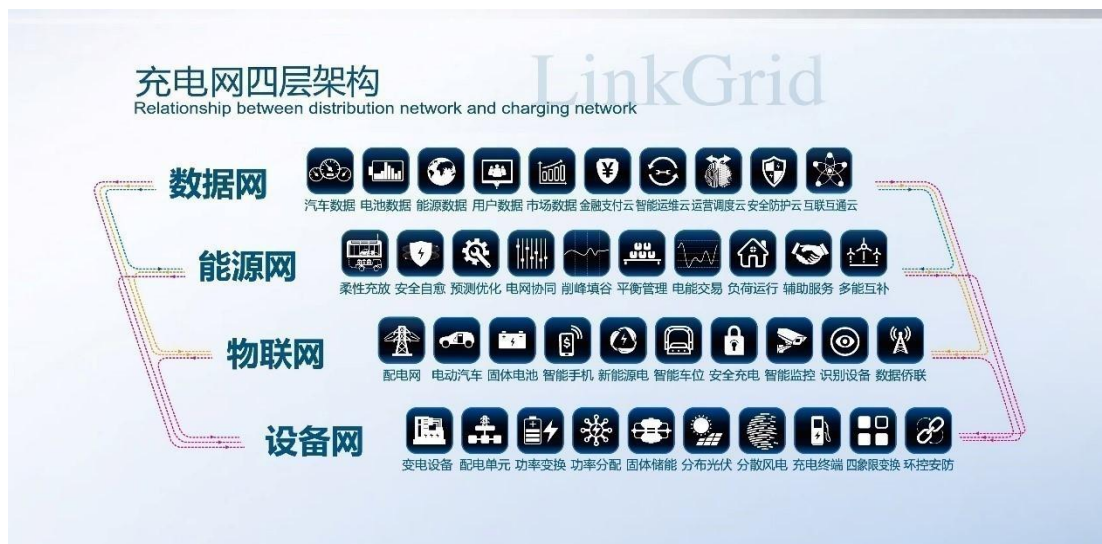 LinkGrid
充电网四层架构
Relationship between distribution network and charging network
数据网
汽车数据 电池数据 能源数据 用户数据 市场数据 金融支付云 智能运维云 运营调度云 安全防护云 互联互通云
能源网
柔性充放 安全自愈 预测优化 电网协同 削峰填谷 平衡管理 电能交易 负荷运行 辅助服务 多能互补
物联网
配电网 电动汽车 固体电池 智能手机 新能源电 智能车位 安全充电 智能监控 识别设备 数据侨联
设备网
变电设备 配电单元 功率变换 功率分配 固体储能 分布光伏 分散风电 充电终端 四象限变换 环控安防